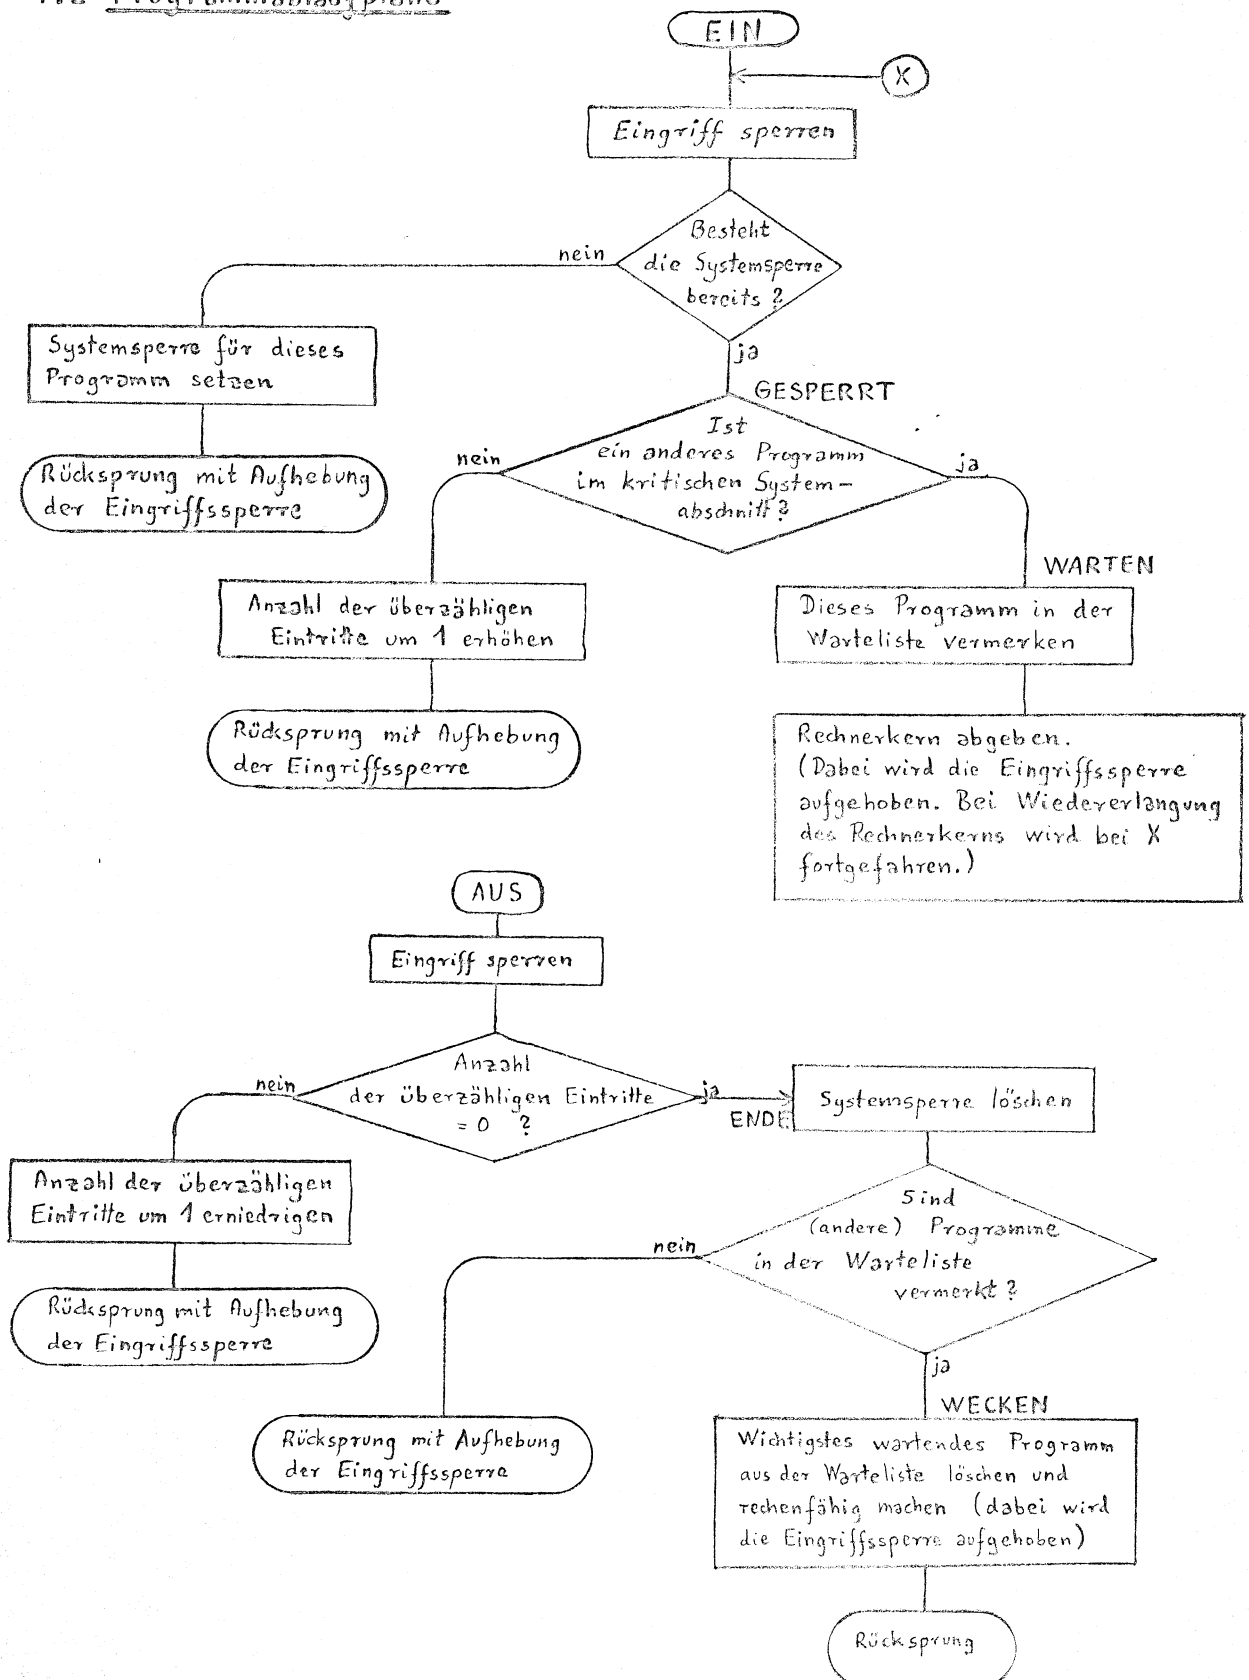 Programmablaufpläne
EIN
X
Eingriff sperren
Besteht
die Systemsperre
bereits ?
nein
ja
Systemsperre für dieses
Programm setzen
Rücksprung mit Aufhebung
der Eingriffssperre
GESPERRT
Ist
ein anderes Programm
im kritischen System-
abschnitt ?
nein
ja
Anzahl der überzähligen
Eintritte um 1 erhöhen
Rücksprung mit Aufhebung
der Eingriffssperre
WARTEN
Dieses Programm in der
Warteliste vermerken
Rechnerkern abgeben.
(Dabei wird die Eingriffssperre
aufgehoben. Bei Wiedererlangung
des Rechnerkerns wird bei X
fortgefahren.)
AUS
Eingriff sperren
Anzahl
der überzähligen Eintritte
= 0 ?
nein
ja
ENDE
Systemsperre löschen
Anzahl der überzähligen
Eintritte um 1 erniedrigen
Rücksprung mit Aufhebung
der Eingriffssperre
Sind
(andere) Programme
in der Warteliste
vermerkt ?
nein
ja
Rücksprung mit Aufhebung
der Eingriffssperre
WECKEN
Wichtigstes wartendes Programm
aus der Warteliste löschen und
rechenfähig machen (dabei wird
die Eingriffssperre aufgehoben)
Rücksprung